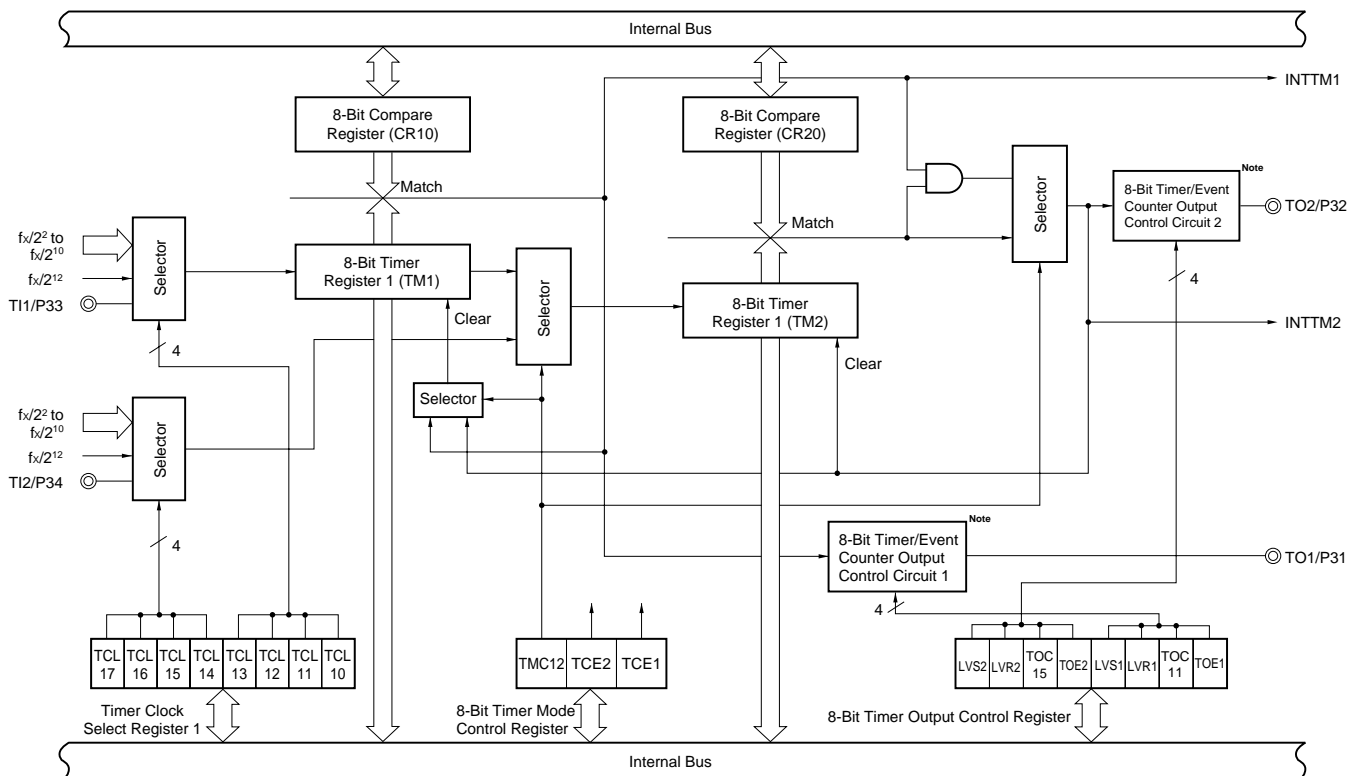 Internal Bus
INTTM1
8-Bit Compare
Register (CR10)
8-Bit Compare
Register (CR20)
Match
Selector
Note
8-Bit Timer/Event
Counter Output
Control Circuit 2
TO2/P32
fx/2² to
fx/2¹⁰
fx/2¹²
TI1/P33
Selector
8-Bit Timer
Register 1 (TM1)
Match
Selector
8-Bit Timer
Register 1 (TM2)
4
INTTM2
Clear
4
Clear
Selector
fx/2² to
fx/2¹⁰
fx/2¹²
TI2/P34
Selector
4
Note
8-Bit Timer/Event
Counter Output
Control Circuit 1
TO1/P31
4
TCL
17
TCL
16
TCL
15
TCL
14
TCL
13
TCL
12
TCL
11
TCL
10
TMC12
TCE2
TCE1
LVS2
LVR2
TOC
15
TOE2
LVS1
LVR1
TOC
11
TOE1
Timer Clock
Select Register 1
8-Bit Timer Mode
Control Register
8-Bit Timer Output Control Register
Internal Bus